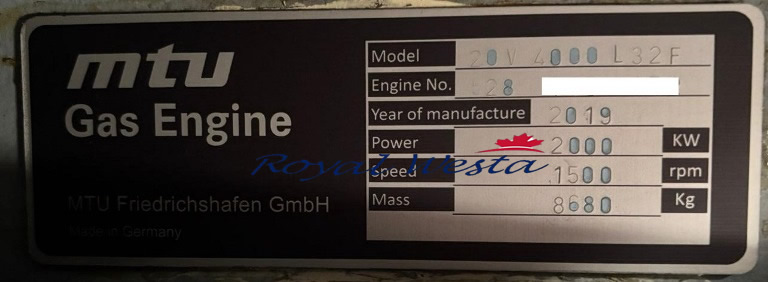 mtu
Gas Engine
MTU Friedrichshafen GmbH
Made in Germany
Model 20V 4000 L32F
Engine No. 528
Year of manufacture 2019
Power 2000 KW
Royal Westa
speed 1500 rpm
Mass 8680 Kg